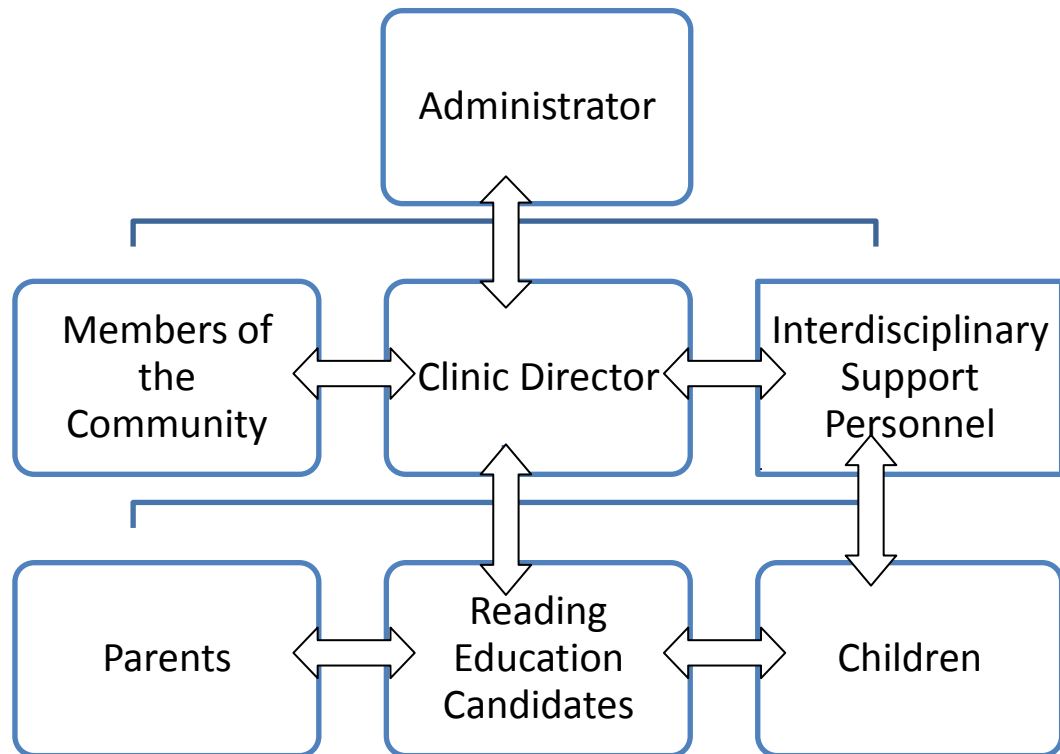 Administrator
Members of
the
Community
Clinic Director
Interdisciplinary
Support
Personnel
Parents
Reading
Education
Candidates
Children